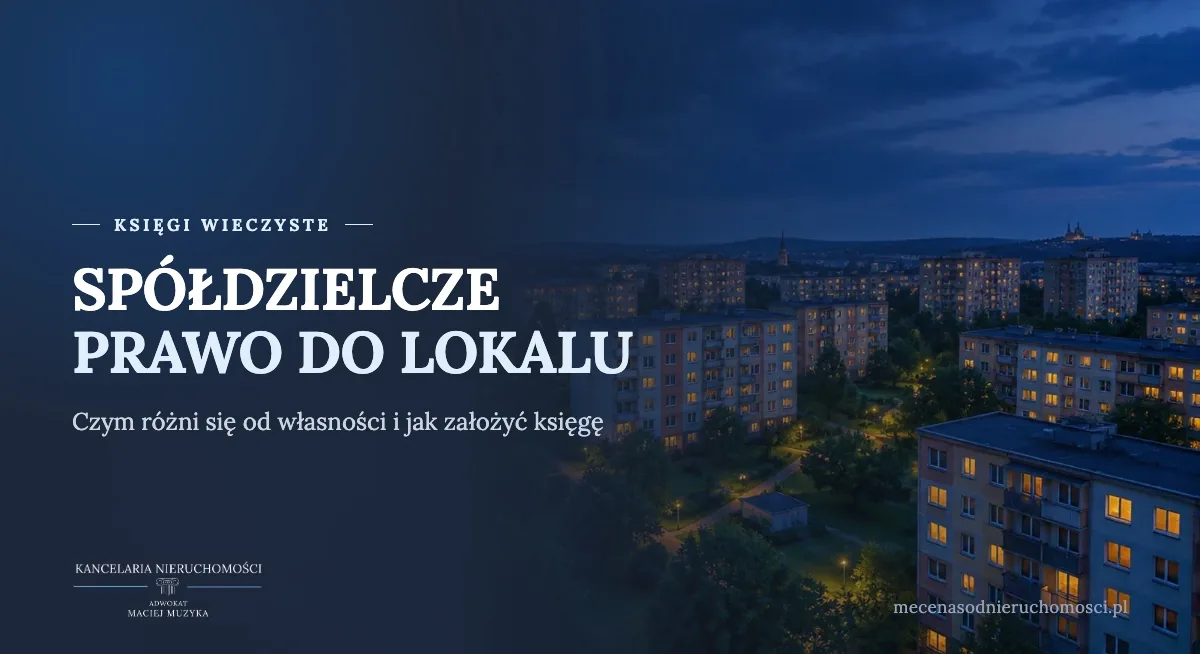 KSIĘGI WIECZYSTE
SPÓŁDZIELCZE
PRAWO DO LOKALU
Czym różni się od własności i jak założyć księgę
KANCELARIA NIERUCHOMOŚCI
ADWOKAT
MACIEJ MUZYKA
mecenasodnieruchomosci.pl